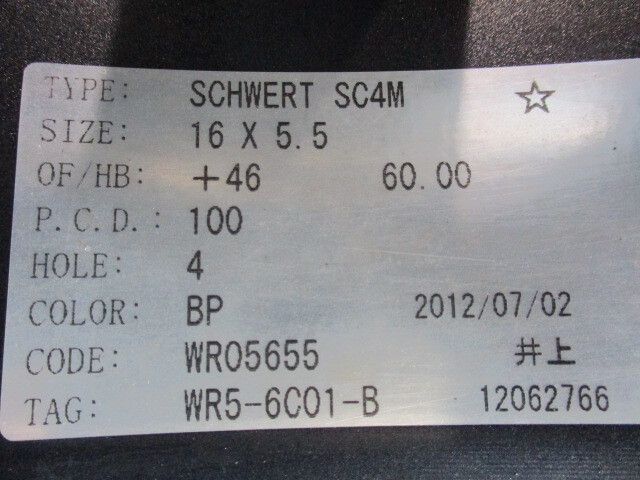 TYPE: SCHWERT SC4M ☆
SIZE: 16 X 5.5
OF/HB: +46 60.00
P.C.D.: 100
HOLE: 4
COLOR: BP 2012/07/02
CODE: WR05655 井上
TAG: WR5-6C01-B 12062766